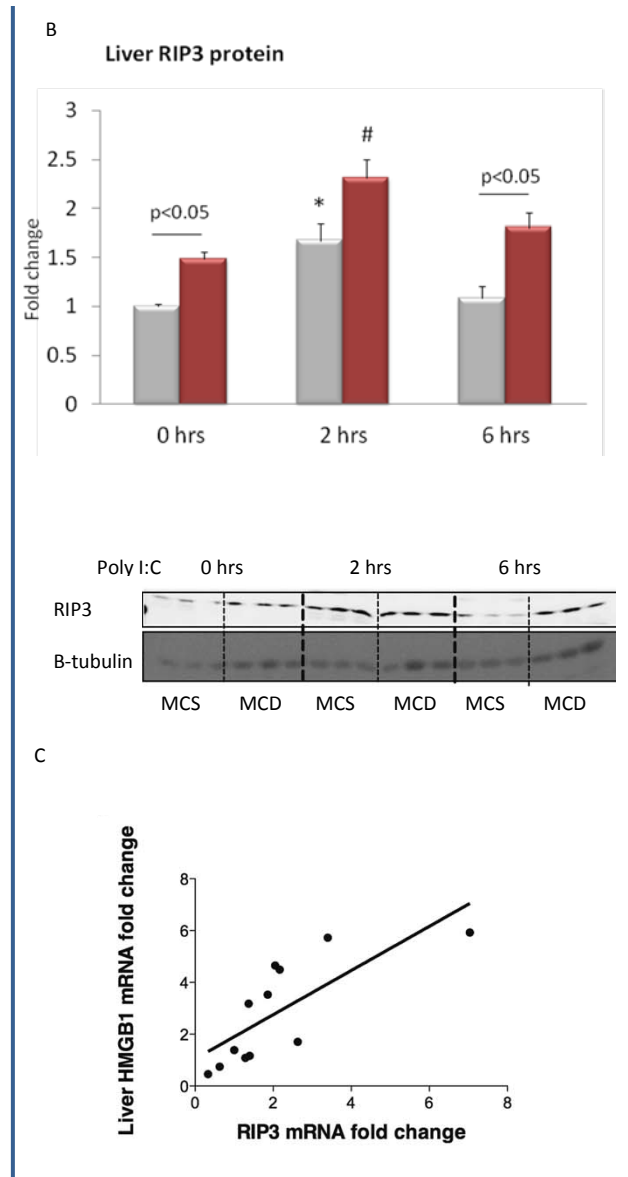 B
Liver RIP3 protein
3
2.5
2
1.5
1
0.5
0
Fold change
p<0.05
*
#
p<0.05
0 hrs
2 hrs
6 hrs
Poly I:C 0 hrs 2 hrs 6 hrs
RIP3
B-tubulin
MCS MCD MCS MCD MCS MCD
C
Liver HMGB1 mRNA fold change
8
6
4
2
0
0 2 4 6 8
RIP3 mRNA fold change